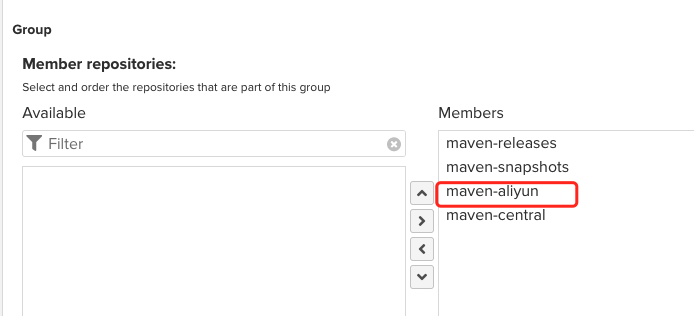 Group
Member repositories:
Select and order the repositories that are part of this group
Available
Members
Filter
maven-releases
maven-snapshots
maven-aliyun
maven-central